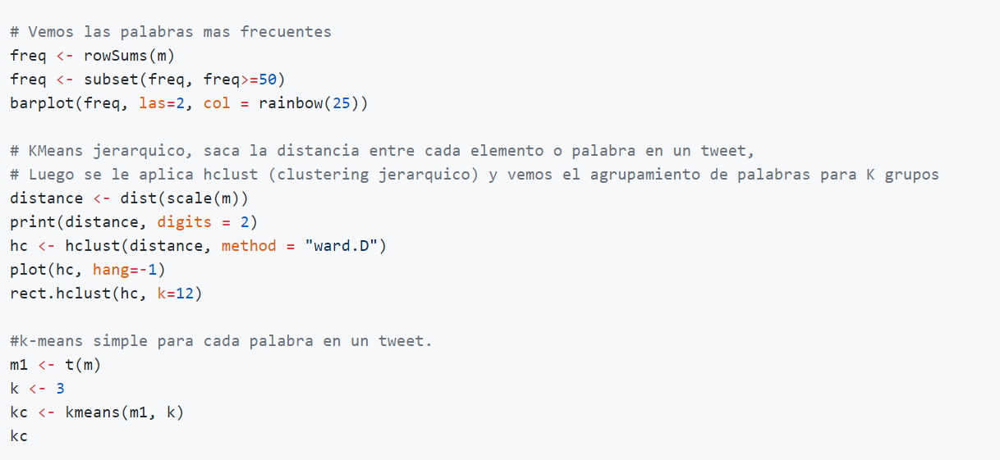 # Vemos las palabras mas frecuentes
freq <- rowSums(m)
freq <- subset(freq, freq>=50)
barplot(freq, las=2, col = rainbow(25))
# KMeans jerarquico, saca la distancia entre cada elemento o palabra en un tweet,
# Luego se le aplica hclust (clustering jerarquico) y vemos el agrupamiento de palabras para K grupos
distance <- dist(scale(m))
print(distance, digits = 2)
hc <- hclust(distance, method = "ward.D")
plot(hc, hang=-1)
rect.hclust(hc, k=12)
#k-means simple para cada palabra en un tweet.
m1 <- t(m)
k <- 3
kc <- kmeans(m1, k)
kc